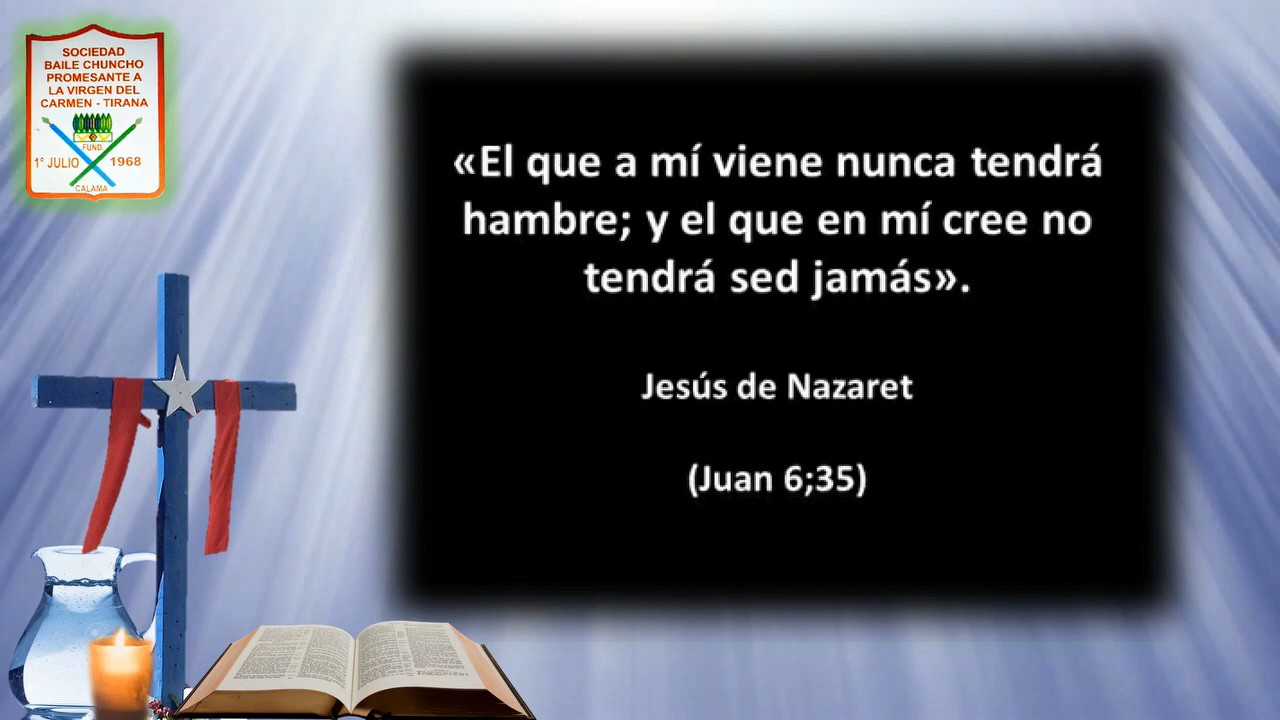 SOCIEDAD
BAILE CHUNCHO
PROMESANTE A
LA VIRGEN DEL
CARMEN - TIRANA
FUND.
1° JULIO 1968
CALAMA
«El que a mí viene nunca tendrá
hambre; y el que en mí cree no
tendrá sed jamás».
Jesús de Nazaret
(Juan 6;35)